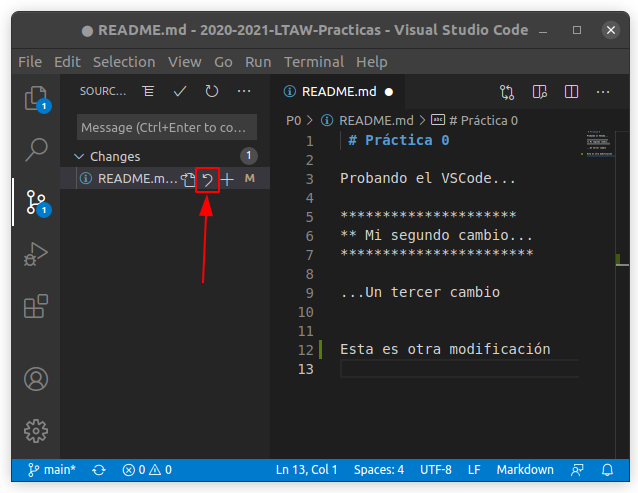 ● README.md - 2020-2021-LTAW-Practicas - Visual Studio Code
File Edit Selection View Go Run Terminal Help
1
1
SOURC...
Message (Ctrl+Enter to co...
Changes 1
README.m... M
README.md ●
P0 > README.md > # Práctica 0
1 # Práctica 0
2
3 Probando el VSCode...
4
5 *********************
6 ** Mi segundo cambio...
7 ***********************
8
9 ...Un tercer cambio
10
11
12 Esta es otra modificación
13
main* 0 0 Ln 13, Col 1 Spaces: 4 UTF-8 LF Markdown